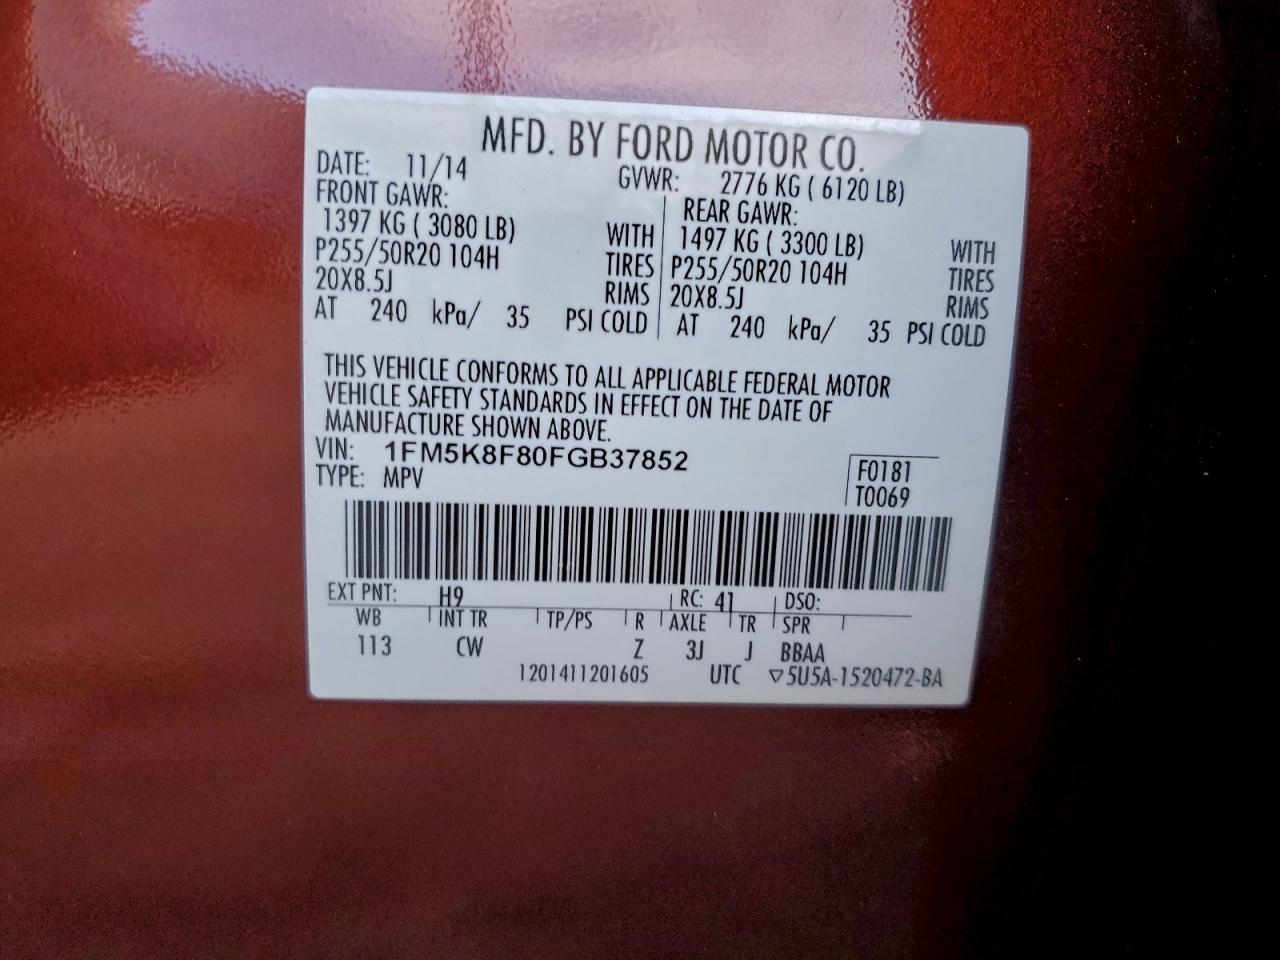 MFD. BY FORD MOTOR CO.
DATE: 11/14 GVWR: 2776 KG ( 6120 LB)
FRONT GAWR: REAR GAWR:
1397 KG ( 3080 LB) WITH 1497 KG ( 3300 LB) WITH
P255/50R20 104H TIRES P255/50R20 104H TIRES
20X8.5J RIMS 20X8.5J RIMS
AT 240 kPa/ 35 PSI COLD AT 240 kPa/ 35 PSI COLD
THIS VEHICLE CONFORMS TO ALL APPLICABLE FEDERAL MOTOR
VEHICLE SAFETY STANDARDS IN EFFECT ON THE DATE OF
MANUFACTURE SHOWN ABOVE.
VIN: 1FM5K8F80FGB37852 F0181
TYPE: MPV T0069
EXT PNT: H9 RC: 41 DSO:
WB INT TR TP/PS R AXLE TR SPR
113 CW Z 3J J BBAA
1201411201605 UTC ▽5U5A-1520472-BA